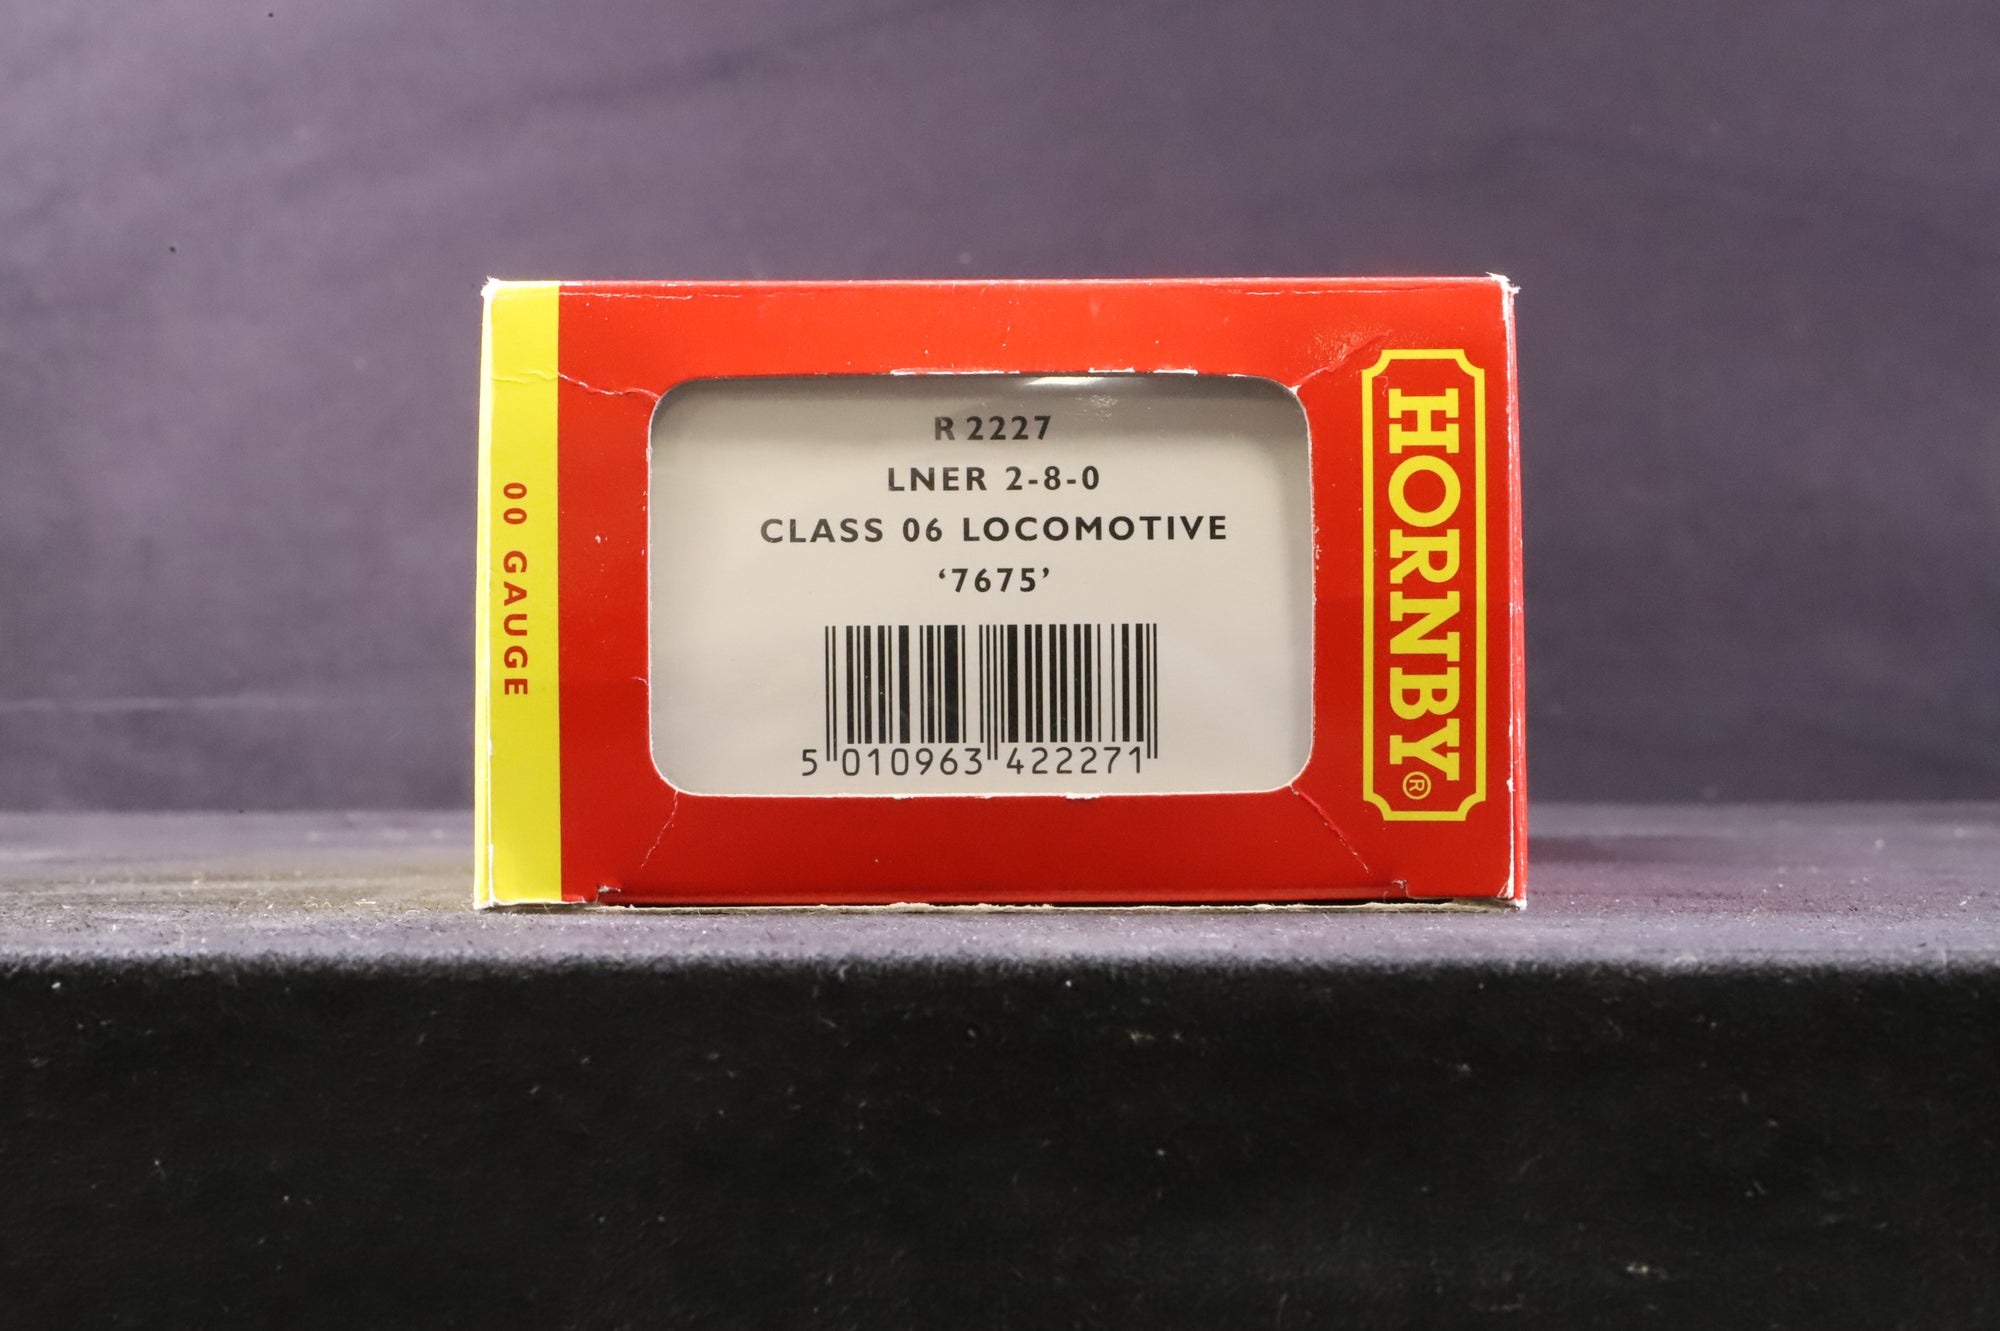 R 2227
LNER 2-8-0
CLASS 06 LOCOMOTIVE
‘7675’
5 010963 422271
00 GAUGE
HORNBY®